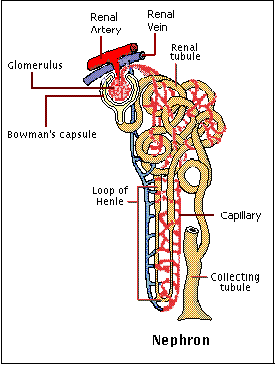 Renal
Artery
Renal
Vein
Glomerulus
Renal
tubule
Bowman's capsule
Loop of
Henle
Capillary
Collecting
tubule
Nephron